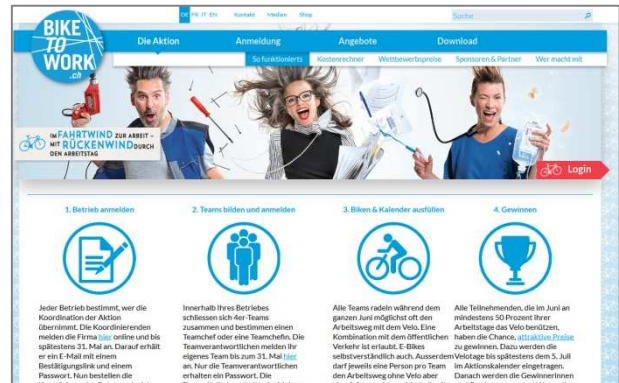 BIKE
TO
WORK
.ch
DE FR IT EN Kontakt Medien Shop
Suche
Die Aktion Anmeldung Angebote Download
So funktionierts Kostenrechner Wettbewerbspreise Sponsoren & Partner Wer macht mit
IM FAHRTWIND ZUR ARBEIT –
MIT RÜCKENWIND DURCH
DEN ARBEITSTAG
Login
1. Betrieb anmelden
Jeder Betrieb bestimmt, wer die
Koordination der Aktion
übernimmt. Die Koordinierenden
melden die Firma hier online und bis
spätestens 31. Mai an. Darauf erhält
er ein E-Mail mit einem
Bestätigungslink und einem
Passwort. Nun bestellen die
2. Teams bilden und anmelden
Innerhalb Ihres Betriebes
schliessen sich 4er-Teams
zusammen und bestimmen einen
Teamchef oder eine Teamchefin. Die
Teamverantwortlichen melden ihr
eigenes Team bis zum 31. Mai hier
an. Nur die Teamverantwortlichen
erhalten ein Passwort. Die
3. Biken & Kalender ausfüllen
Alle Teams radeln während dem
ganzen Juni möglichst oft den
Arbeitsweg mit dem Velo. Eine
Kombination mit dem öffentlichen
Verkehr ist erlaubt. E-Bikes
selbstverständlich auch. Ausserdem
darf jeweils eine Person pro Team
den Arbeitsweg ohne Velo aber
4. Gewinnen
Alle Teilnehmenden, die im Juni an
mindestens 50 Prozent ihrer
Arbeitstage das Velo benützen,
haben die Chance, attraktive Preise
zu gewinnen. Dazu werden die
Velotage bis spätestens dem 5. Juli
im Aktionskalender eingetragen.
Danach werden die GewinnerInnen